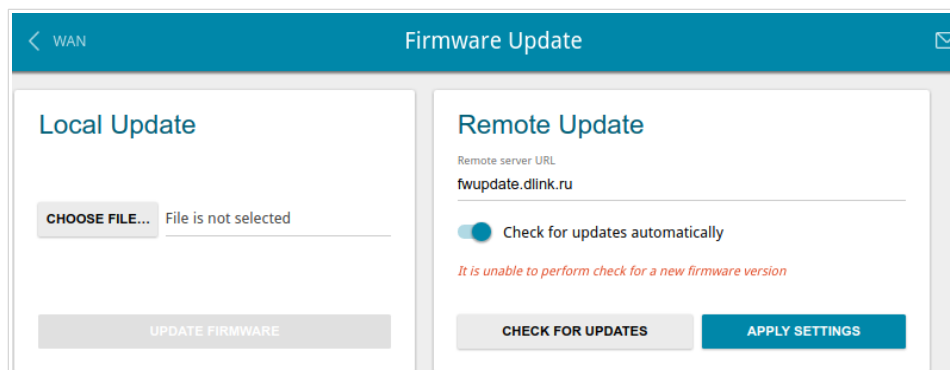 WAN
Firmware Update
Local Update
CHOOSE FILE... File is not selected
UPDATE FIRMWARE
Remote Update
Remote server URL
fwupdate.dlink.ru
Check for updates automatically
It is unable to perform check for a new firmware version
CHECK FOR UPDATES
APPLY SETTINGS